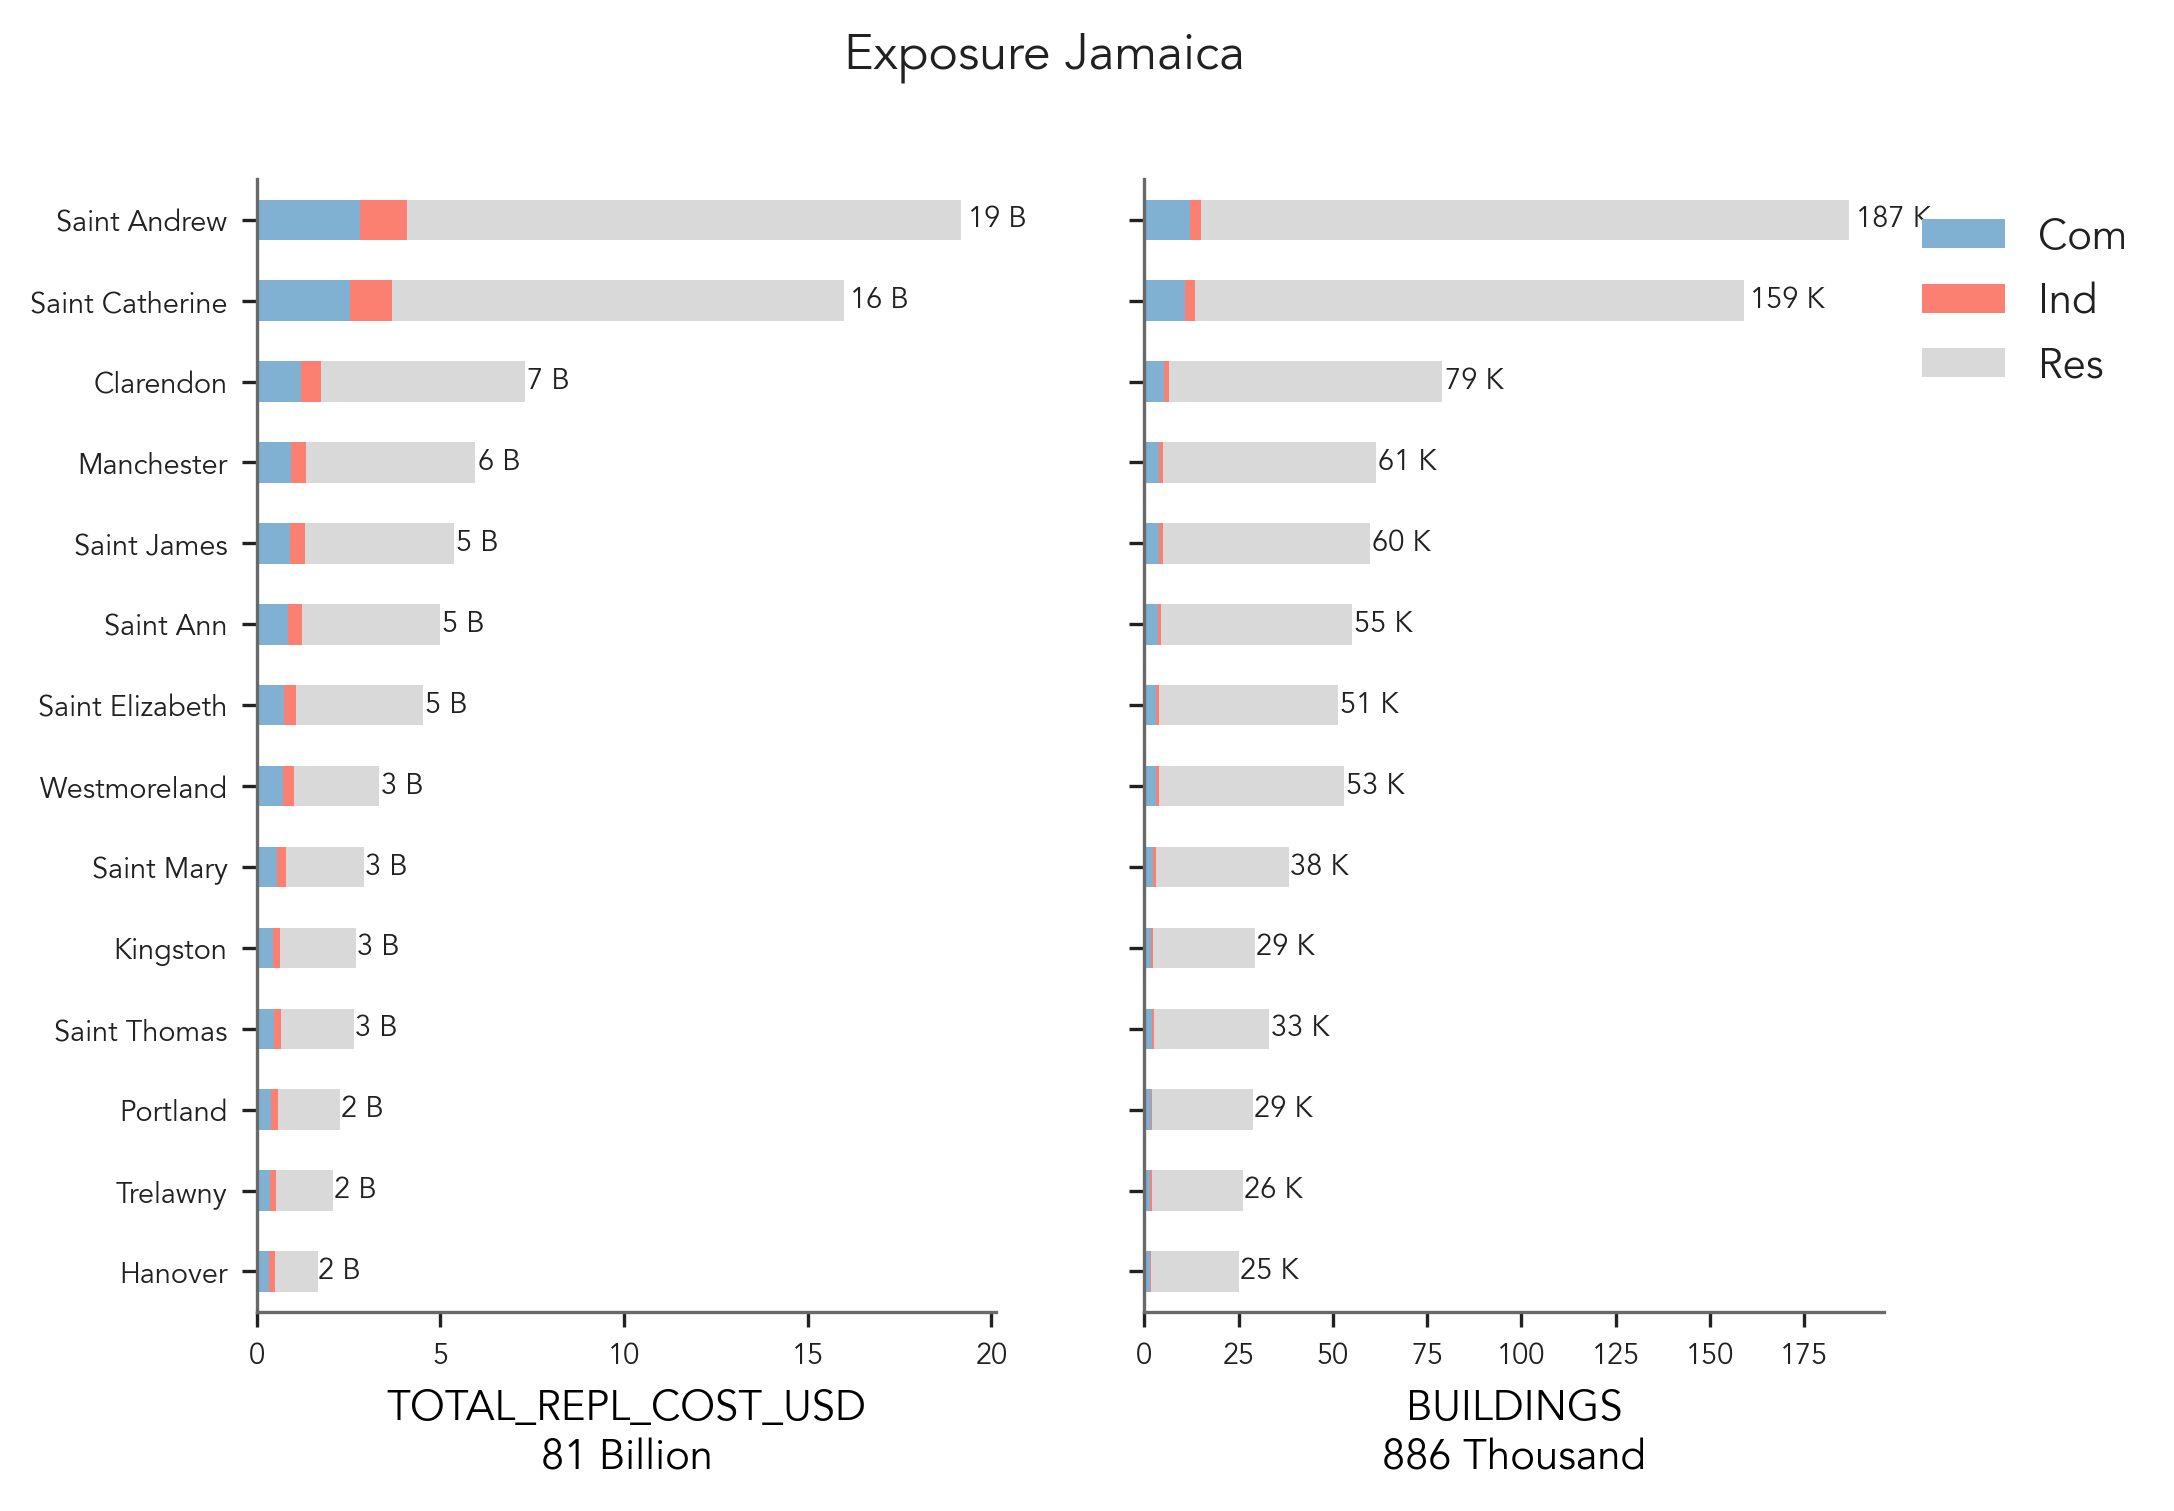 Exposure Jamaica
Saint Andrew
19 B
187 K
Saint Catherine
16 B
159 K
Clarendon
7 B
79 K
Manchester
6 B
61 K
Saint James
5 B
60 K
Saint Ann
5 B
55 K
Saint Elizabeth
5 B
51 K
Westmoreland
3 B
53 K
Saint Mary
3 B
38 K
Kingston
3 B
29 K
Saint Thomas
3 B
33 K
Portland
2 B
29 K
Trelawny
2 B
26 K
Hanover
2 B
25 K
Com
Ind
Res
0 5 10 15 20
TOTAL_REPL_COST_USD
81 Billion
0 25 50 75 100 125 150 175
BUILDINGS
886 Thousand